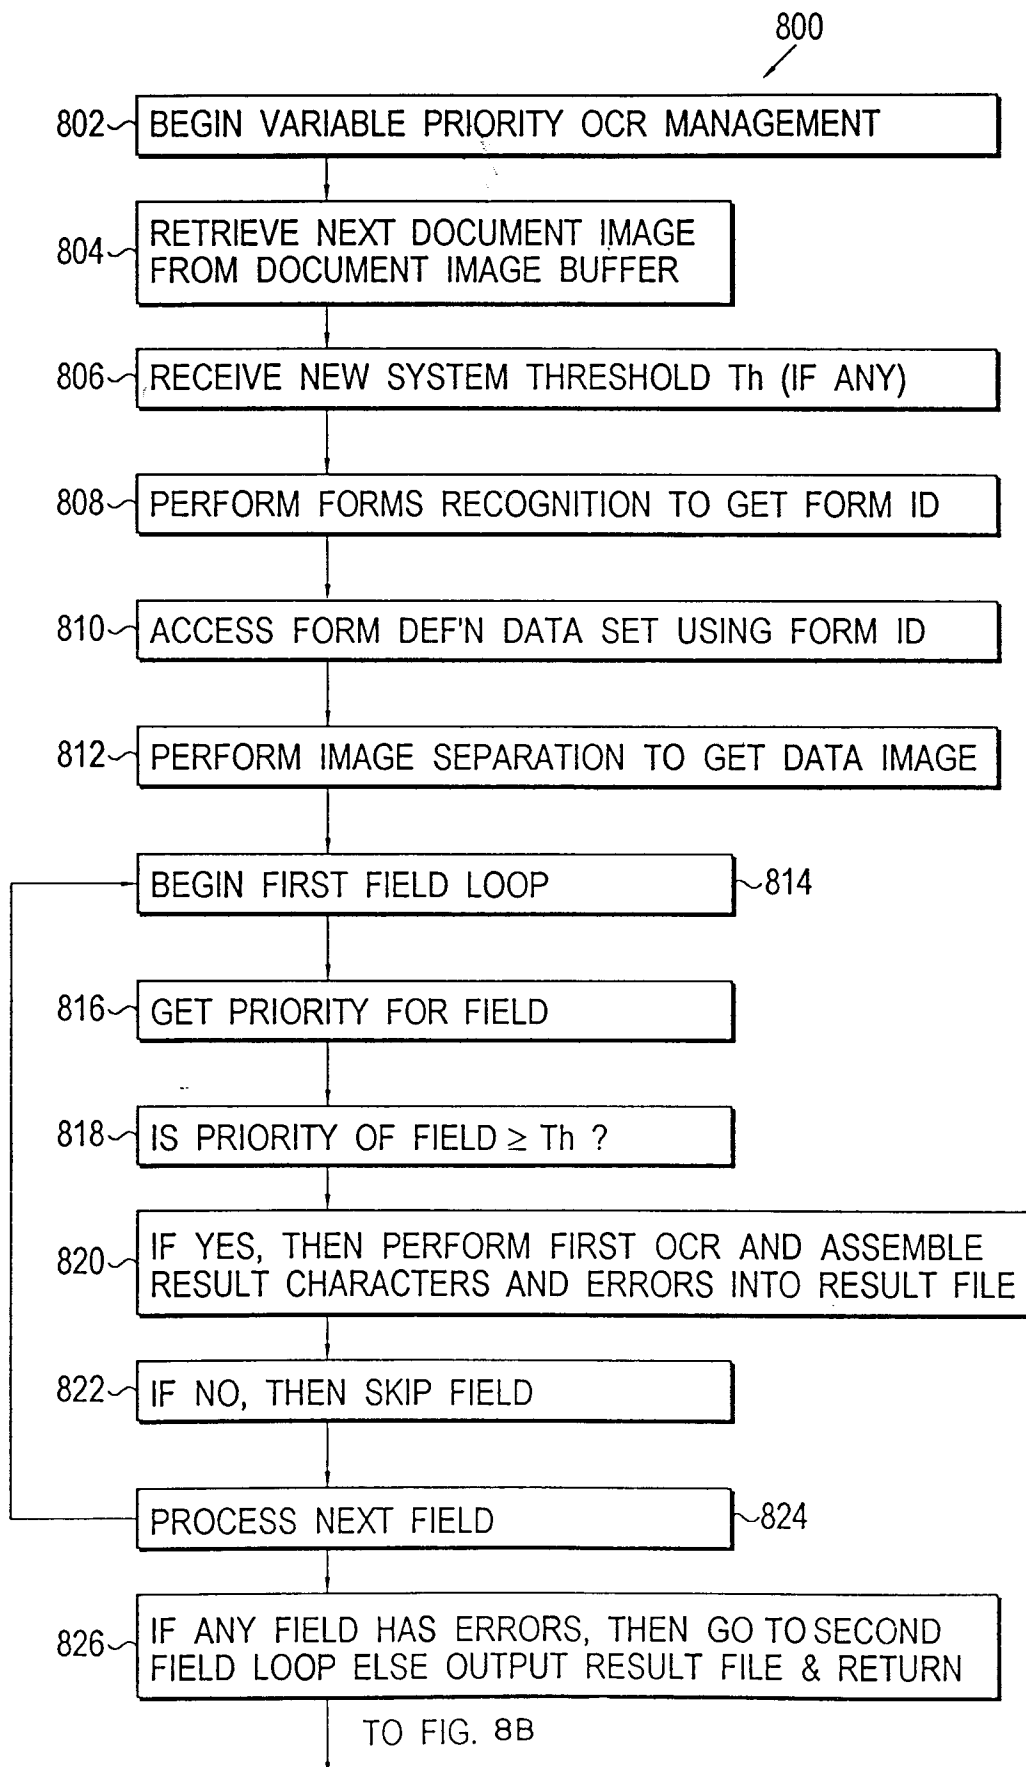 800
802 BEGIN VARIABLE PRIORITY OCR MANAGEMENT
804 RETRIEVE NEXT DOCUMENT IMAGE
FROM DOCUMENT IMAGE BUFFER
806 RECEIVE NEW SYSTEM THRESHOLD Th (IF ANY)
808 PERFORM FORMS RECOGNITION TO GET FORM ID
810 ACCESS FORM DEF'N DATA SET USING FORM ID
812 PERFORM IMAGE SEPARATION TO GET DATA IMAGE
BEGIN FIRST FIELD LOOP 814
816 GET PRIORITY FOR FIELD
818 IS PRIORITY OF FIELD ≥ Th ?
820 IF YES, THEN PERFORM FIRST OCR AND ASSEMBLE
RESULT CHARACTERS AND ERRORS INTO RESULT FILE
822 IF NO, THEN SKIP FIELD
PROCESS NEXT FIELD 824
826 IF ANY FIELD HAS ERRORS, THEN GO TO SECOND
FIELD LOOP ELSE OUTPUT RESULT FILE & RETURN
TO FIG. 8B